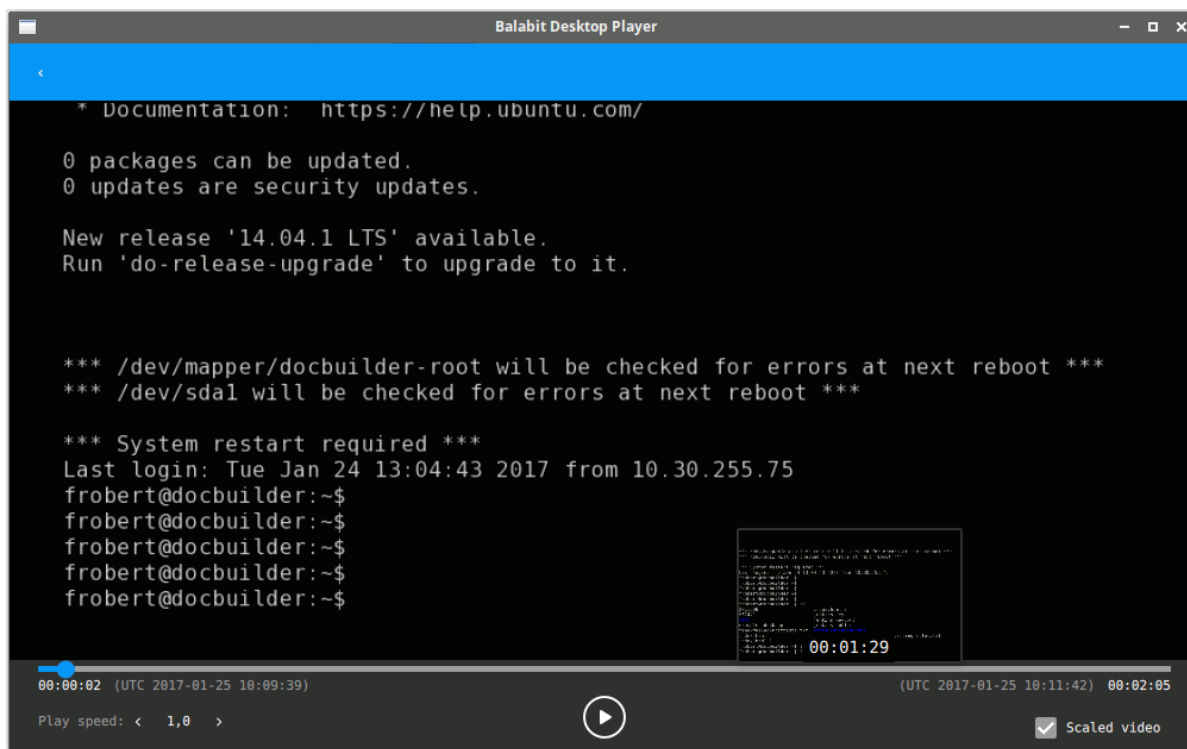 Balabit Desktop Player
* Documentation:  https://help.ubuntu.com/
0 packages can be updated.
0 updates are security updates.
New release '14.04.1 LTS' available.
Run 'do-release-upgrade' to upgrade to it.
*** /dev/mapper/docbuilder-root will be checked for errors at next reboot ***
*** /dev/sda1 will be checked for errors at next reboot ***
*** System restart required ***
Last login: Tue Jan 24 13:04:43 2017 from 10.30.255.75
frobert@docbuilder:~$
frobert@docbuilder:~$
frobert@docbuilder:~$
frobert@docbuilder:~$
frobert@docbuilder:~$
00:01:29
00:00:02 (UTC 2017-01-25 10:09:39) (UTC 2017-01-25 10:11:42) 00:02:05
Play speed: < 1,0 > Scaled video